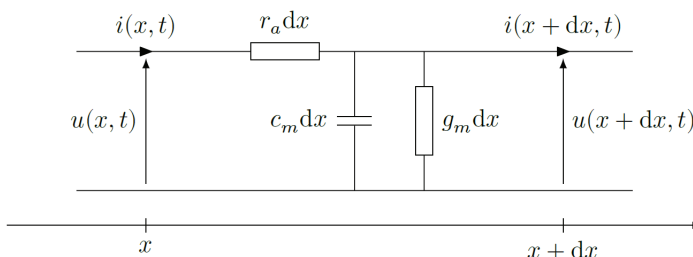 i(x, t)
r_a dx
i(x + dx, t)
u(x, t)
c_m dx
g_m dx
u(x + dx, t)
x
x + dx